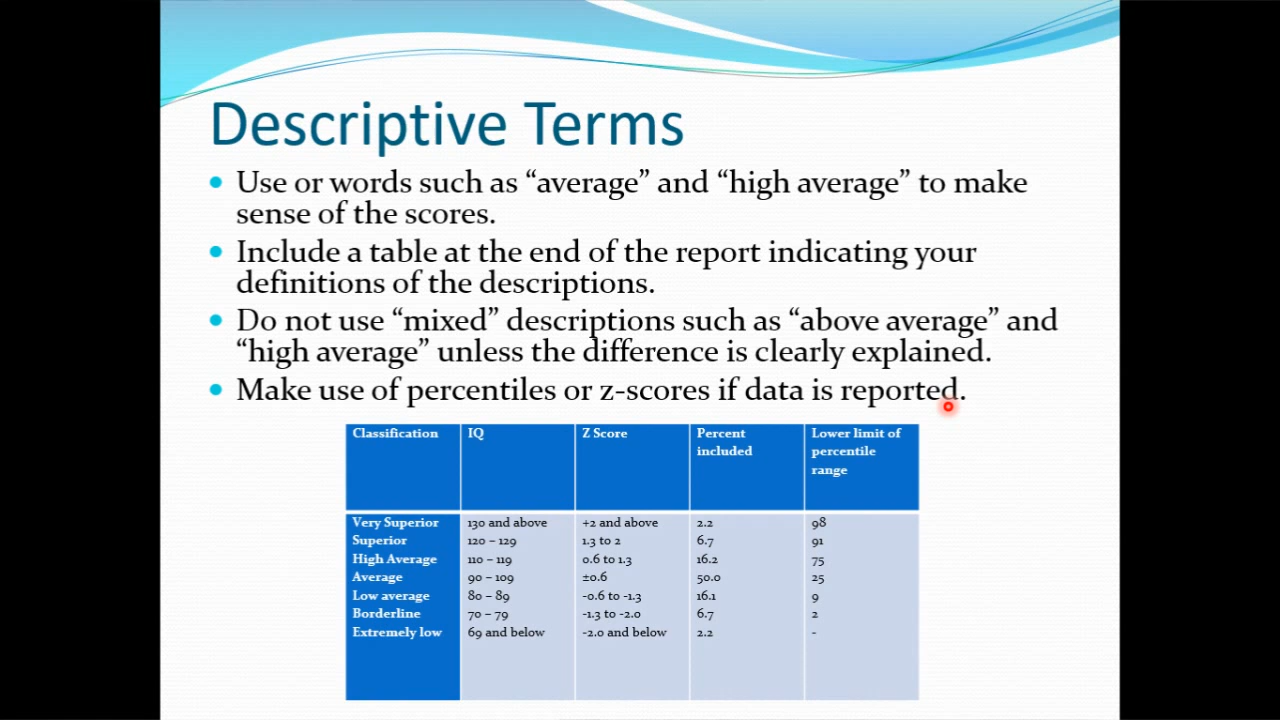 Descriptive Terms
• Use or words such as “average” and “high average” to make
sense of the scores.
• Include a table at the end of the report indicating your
definitions of the descriptions.
• Do not use “mixed” descriptions such as “above average” and
“high average” unless the difference is clearly explained.
• Make use of percentiles or z-scores if data is reported.
Classification IQ Z Score Percent included Lower limit of percentile range
Very Superior 130 and above +2 and above 2.2 98
Superior 120 – 129 1.3 to 2 6.7 91
High Average 110 – 119 0.6 to 1.3 16.2 75
Average 90 – 109 ±0.6 50.0 25
Low average 80 – 89 -0.6 to -1.3 16.1 9
Borderline 70 – 79 -1.3 to -2.0 6.7 2
Extremely low 69 and below -2.0 and below 2.2 -